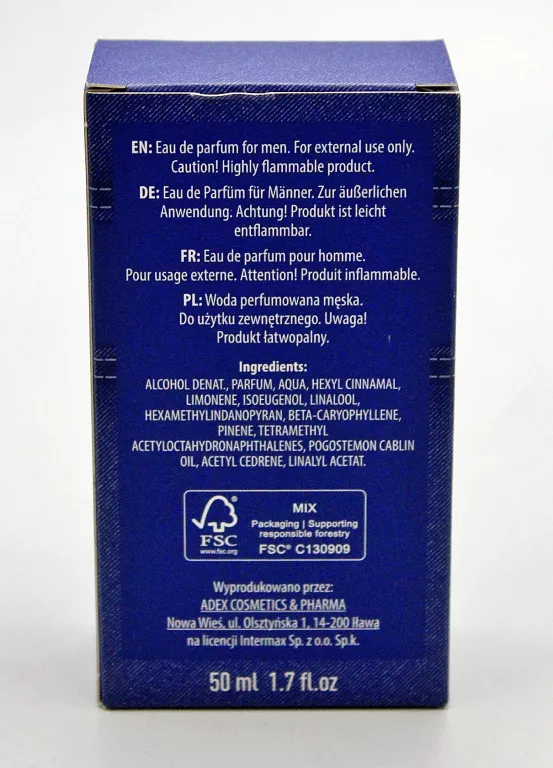 EN: Eau de parfum for men. For external use only.
Caution! Highly flammable product.
DE: Eau de Parfüm für Männer. Zur äußerlichen
Anwendung. Achtung! Produkt ist leicht
entflammbar.
FR: Eau de parfum pour homme.
Pour usage externe. Attention! Produit inflammable.
PL: Woda perfumowana męska.
Do użytku zewnętrznego. Uwaga!
Produkt łatwopalny.
Ingredients:
ALCOHOL DENAT., PARFUM, AQUA, HEXYL CINNAMAL,
LIMONENE, ISOEUGENOL, LINALOOL,
HEXAMETHYLINDANOPYRAN, BETA-CARYOPHYLLENE,
PINENE, TETRAMETHYL
ACETYLOCTAHYDRONAPHTHALENES, POGOSTEMON CABLIN
OIL, ACETYL CEDRENE, LINALYL ACETAT.
FSC
www.fsc.org
MIX
Packaging | Supporting
responsible forestry
FSC® C130909
Wyprodukowano przez:
ADEX COSMETICS & PHARMA
Nowa Wieś, ul. Olsztyńska 1, 14-200 Iława
na licencji Intermax Sp. z o.o. Sp.k.
50 ml 1.7 fl.oz